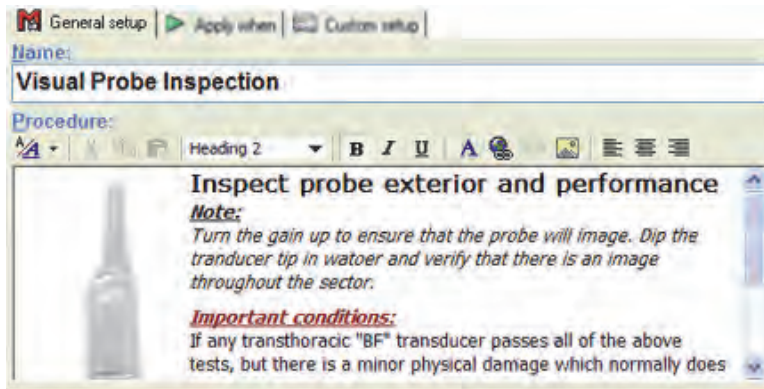 General setup Apply when Custom setup
Name:
Visual Probe Inspection
Procedure:
Heading 2 B I U A
Inspect probe exterior and performance
Note:
Turn the gain up to ensure that the probe will image. Dip the
tranducer tip in watoer and verify that there is an image
throughout the sector.
Important conditions:
If any transthoracic "BF" transducer passes all of the above
tests, but there is a minor physical damage which normally does